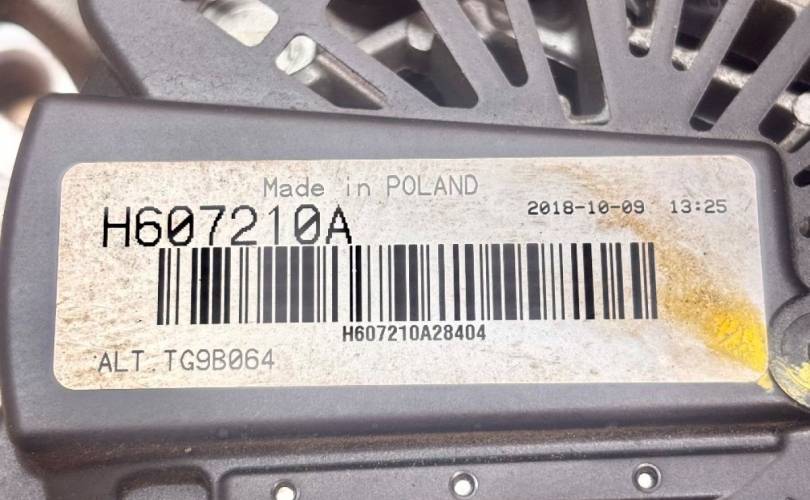 Made in POLAND
H607210A
2018-10-09 13:25
H607210A28404
ALT. TG9B064